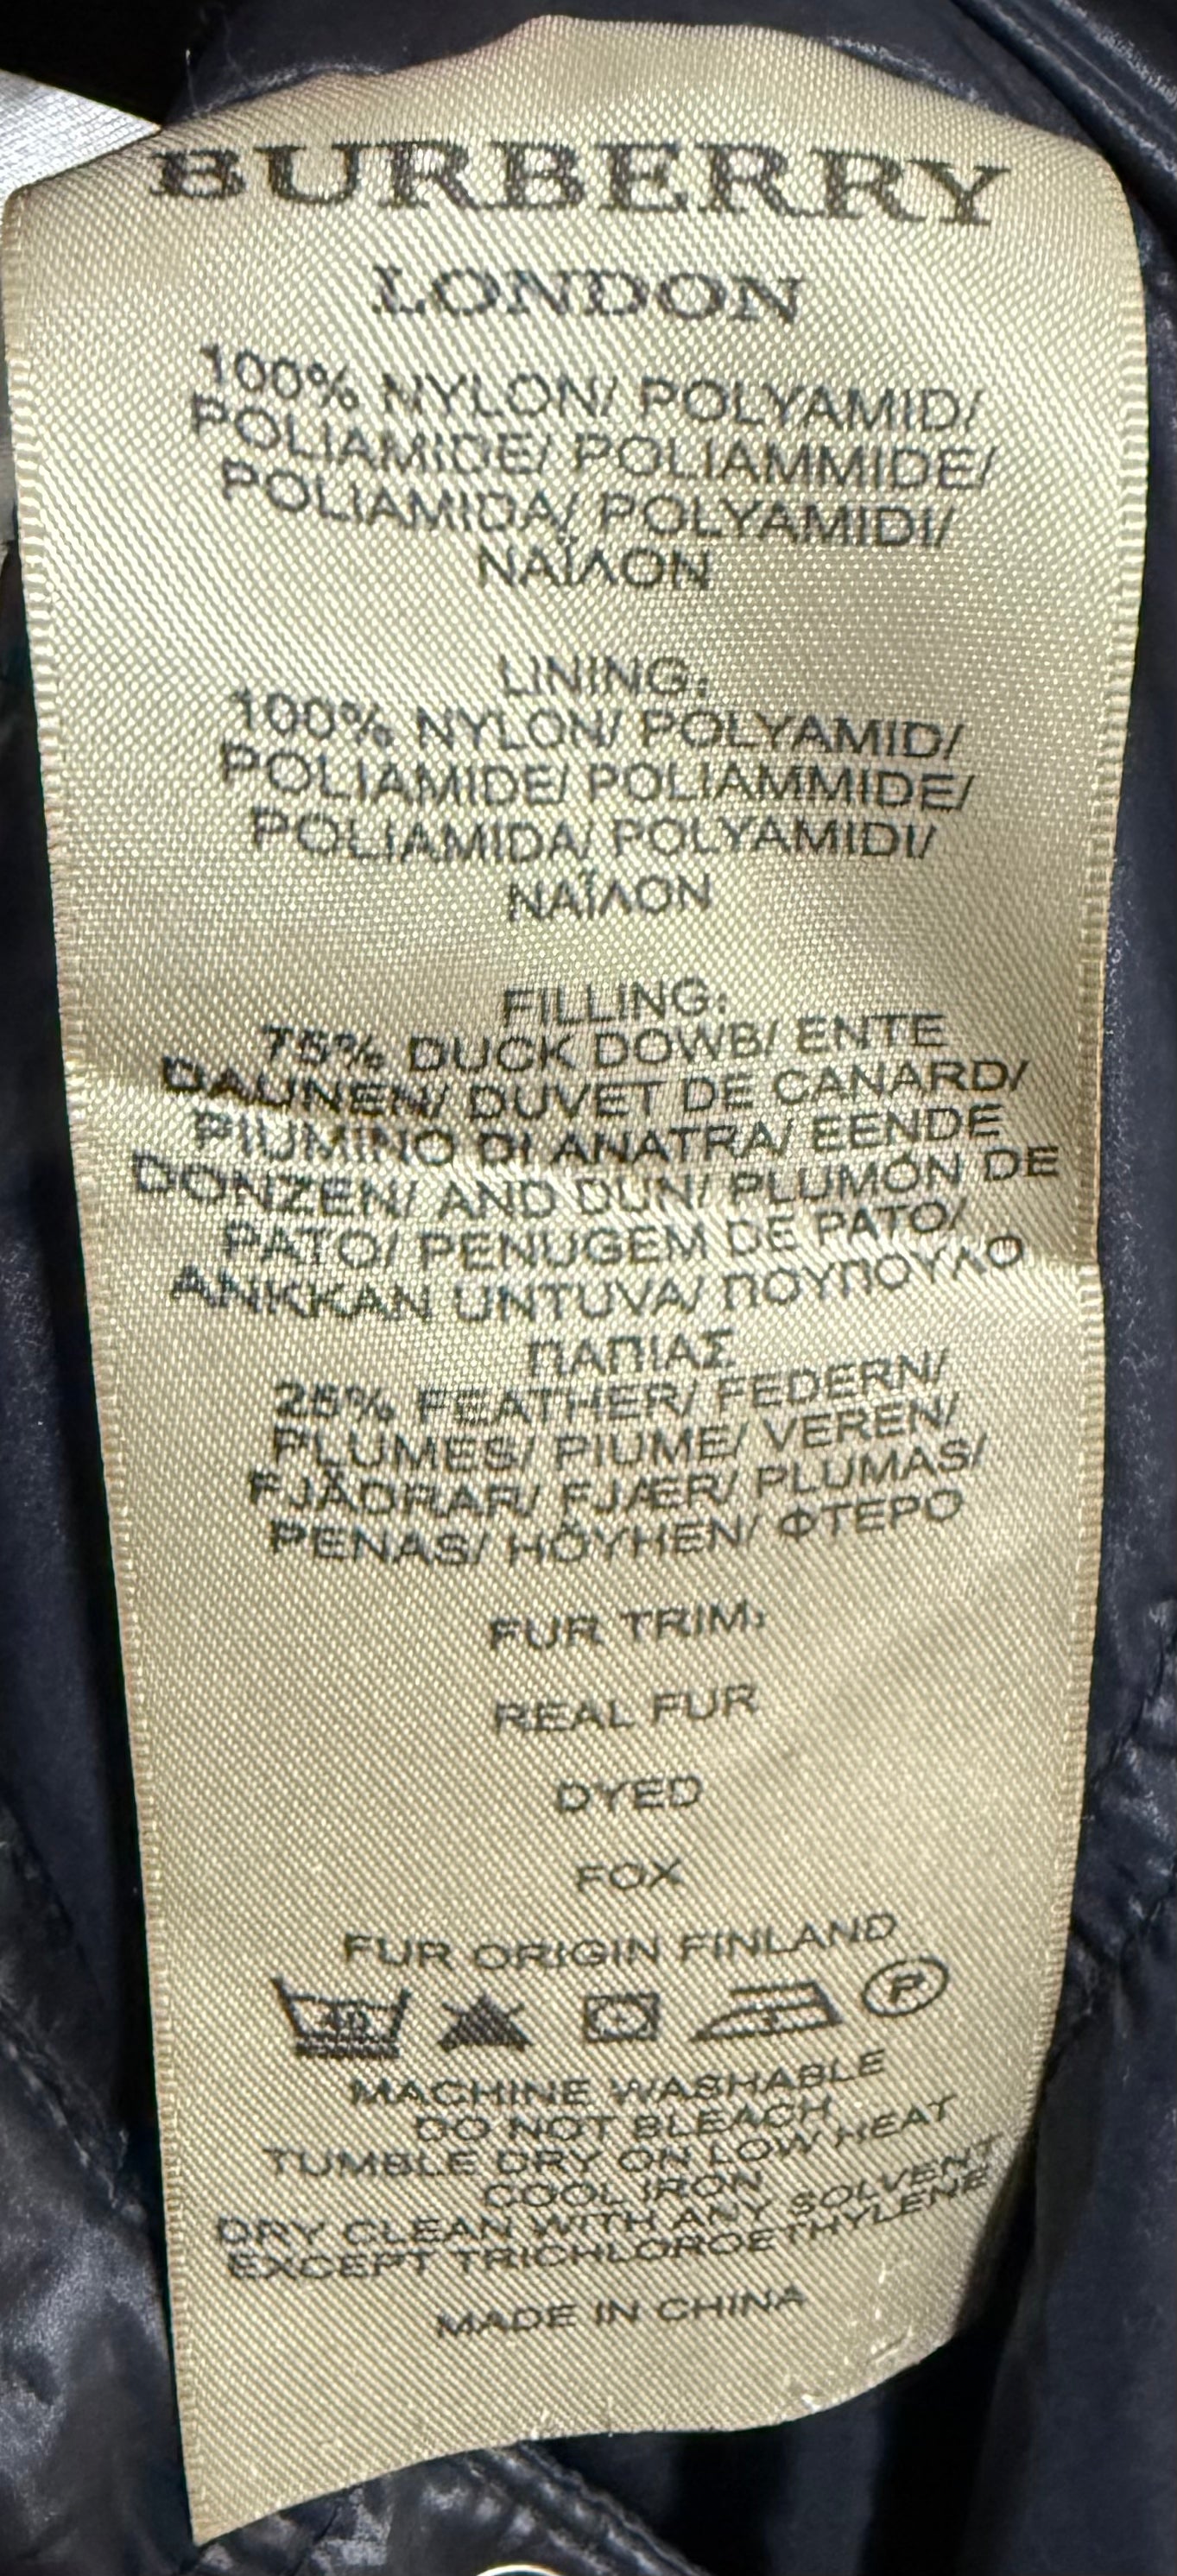 BURBERRY
LONDON
100% NYLON/ POLYAMID/
POLIAMIDE/ POLIAMMIDE/
POLIAMIDA/ POLYAMIDI/
ΝΑΪΛΟΝ
LINING:
100% NYLON/ POLYAMID/
POLIAMIDE/ POLIAMMIDE/
POLIAMIDA/ POLYAMIDI/
ΝΑΪΛΟΝ
FILLING:
75% DUCK DOWB/ ENTE
DAUNEN/ DUVET DE CANARD/
PIUMINO DI ANATRA/ EENDE
DONZEN/ AND DUN/ PLUMÓN DE
PATO/ PENUGEM DE PATO/
ANKKAN UNTUVA/ ΠΟΥΠΟΥΛΟ
ΠΑΠΙΑΣ
25% FEATHER/ FEDERN/
PLUMES/ PIUME/ VEREN/
FJÄDRAR/ FJÆR/ PLUMAS/
PENAS/ HÖYHEN/ ΦΤΕΡΟ
FUR TRIM:
REAL FUR
DYED
FOX
FUR ORIGIN FINLAND
40 P
MACHINE WASHABLE
DO NOT BLEACH
TUMBLE DRY ON LOW HEAT
COOL IRON
DRY CLEAN WITH ANY SOLVENT
EXCEPT TRICHLOROETHYLENE
MADE IN CHINA